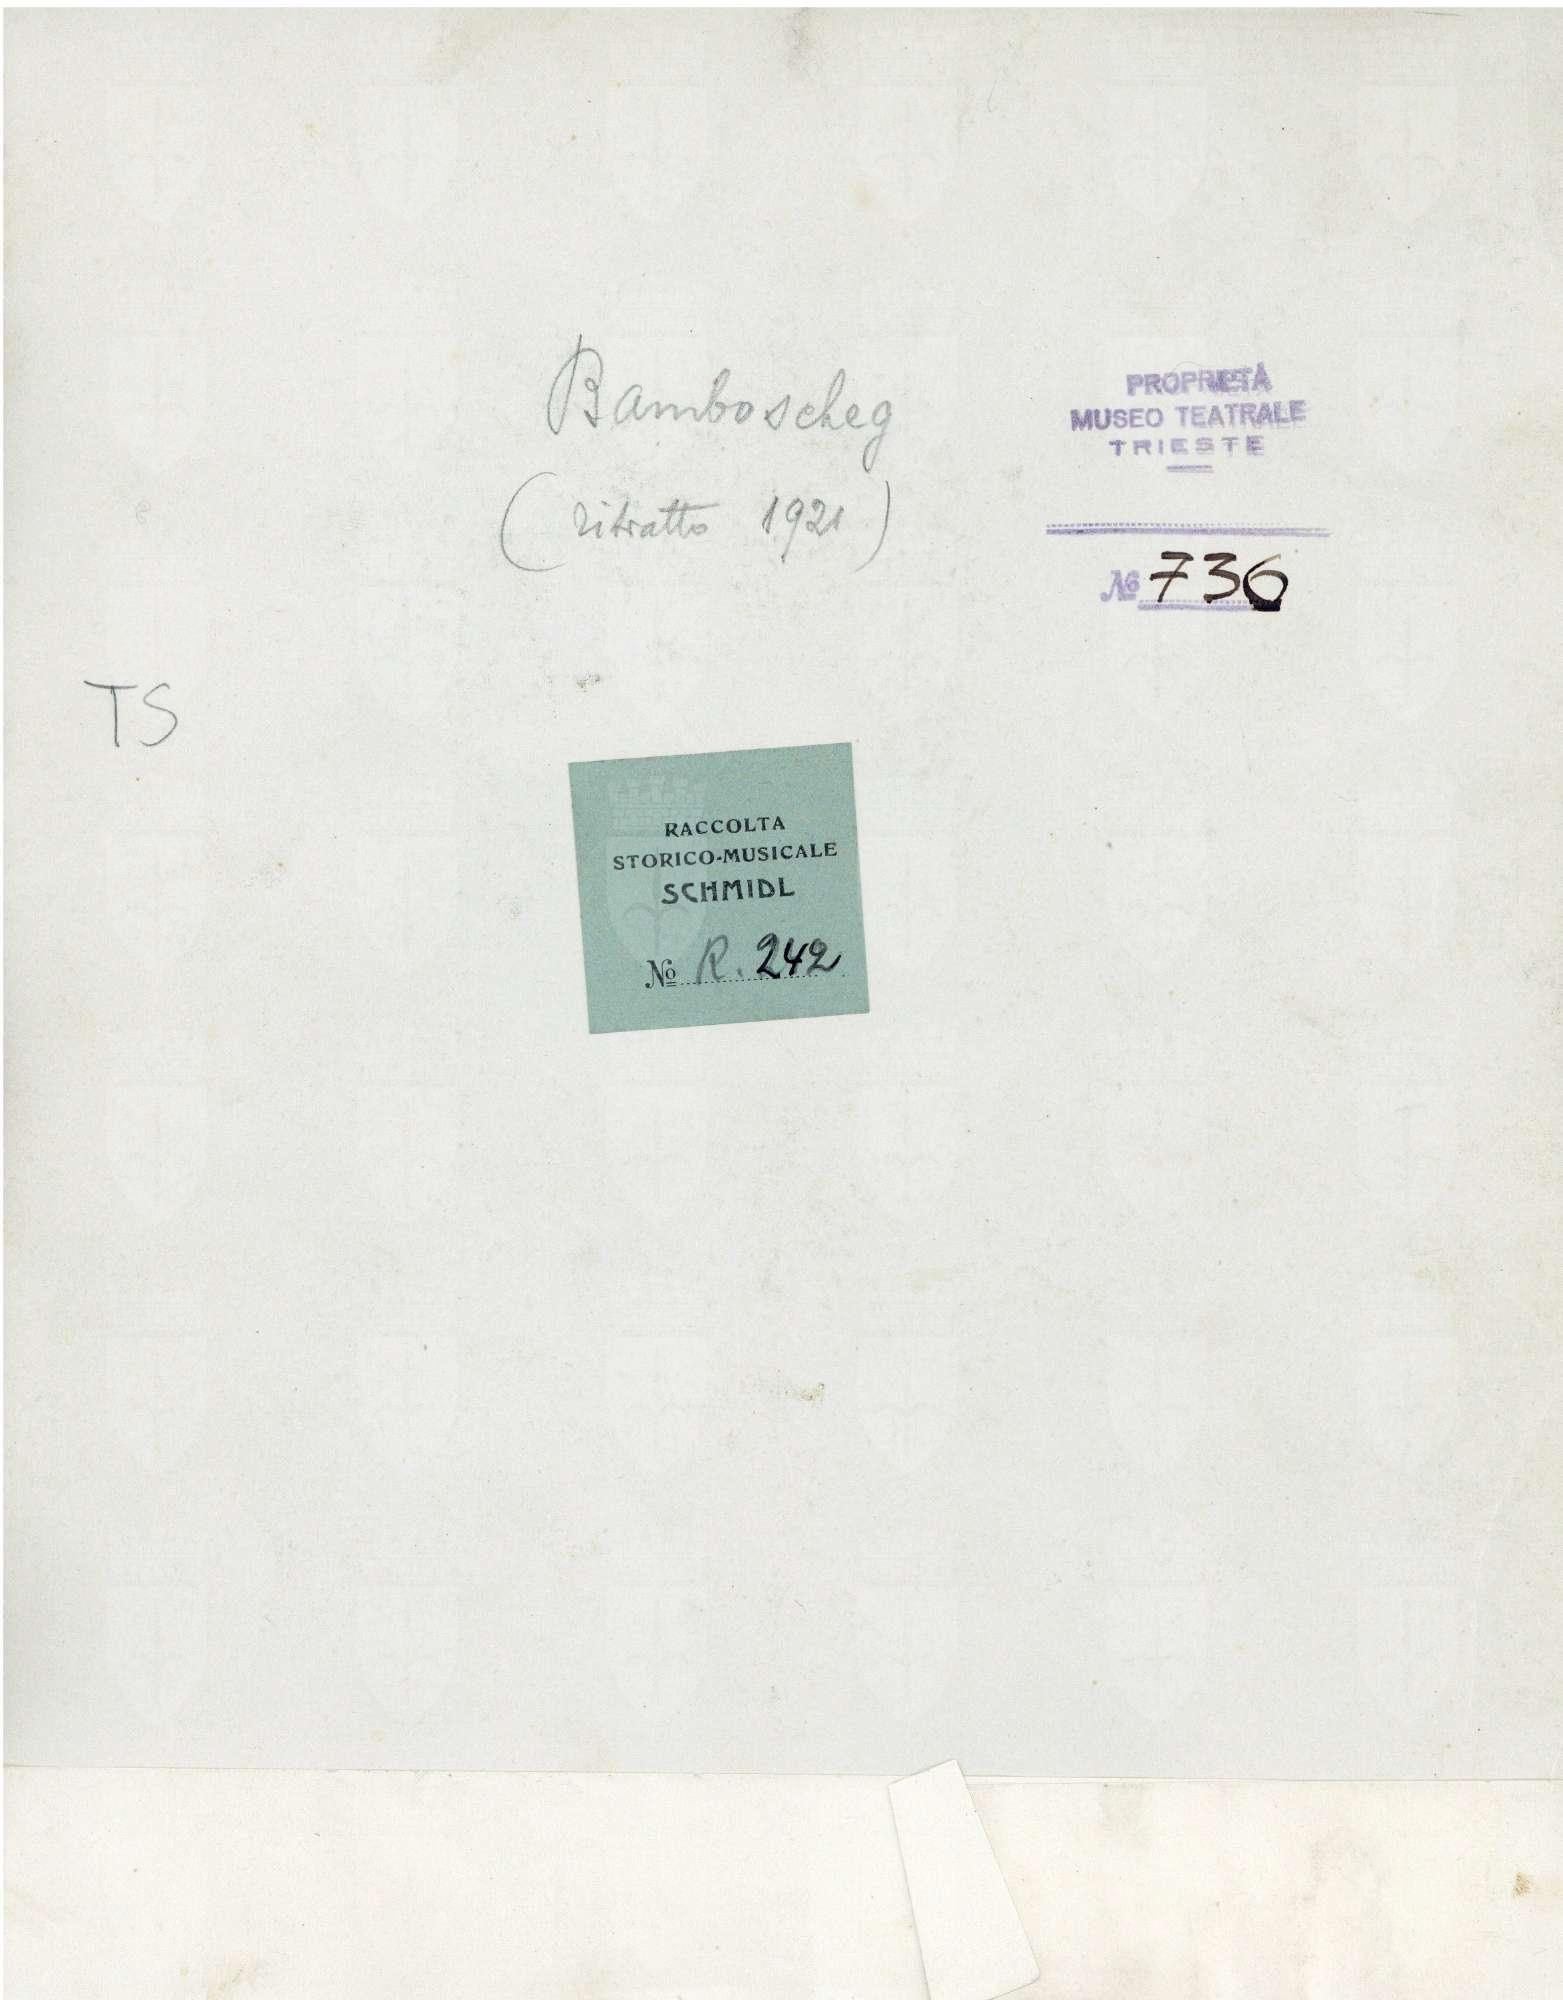 Bamboscheg
(ritratto 1921)
PROPRIETÀ
MUSEO TEATRALE
TRIESTE
No 736
TS
RACCOLTA
STORICO-MUSICALE
SCHMIDL
No R. 242